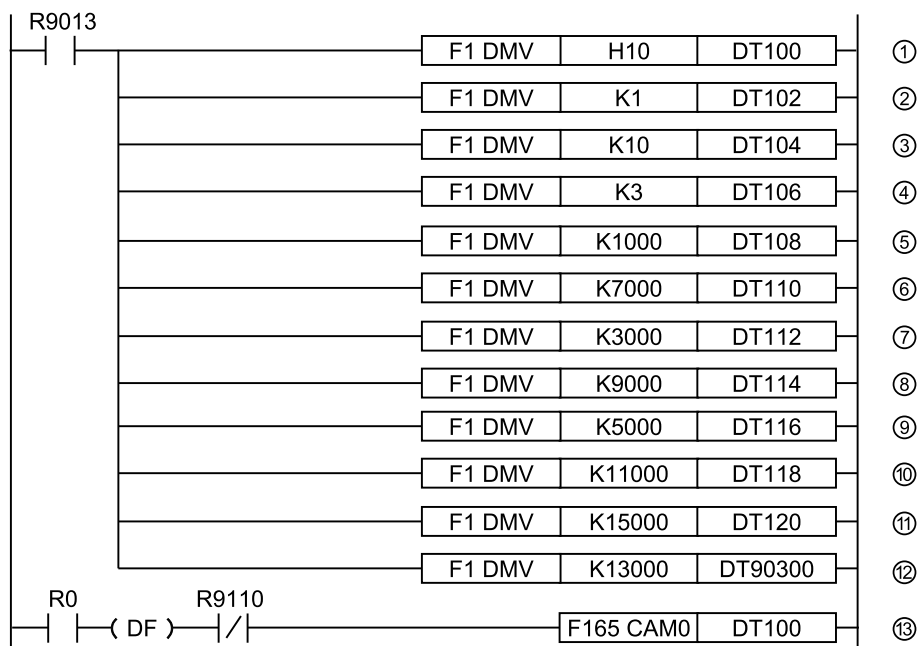 R9013
F1 DMV H10 DT100 ①
F1 DMV K1 DT102 ②
F1 DMV K10 DT104 ③
F1 DMV K3 DT106 ④
F1 DMV K1000 DT108 ⑤
F1 DMV K7000 DT110 ⑥
F1 DMV K3000 DT112 ⑦
F1 DMV K9000 DT114 ⑧
F1 DMV K5000 DT116 ⑨
F1 DMV K11000 DT118 ⑩
F1 DMV K15000 DT120 ⑪
F1 DMV K13000 DT90300 ⑫
R0 R9110
( DF ) F165 CAM0 DT100 ⑬